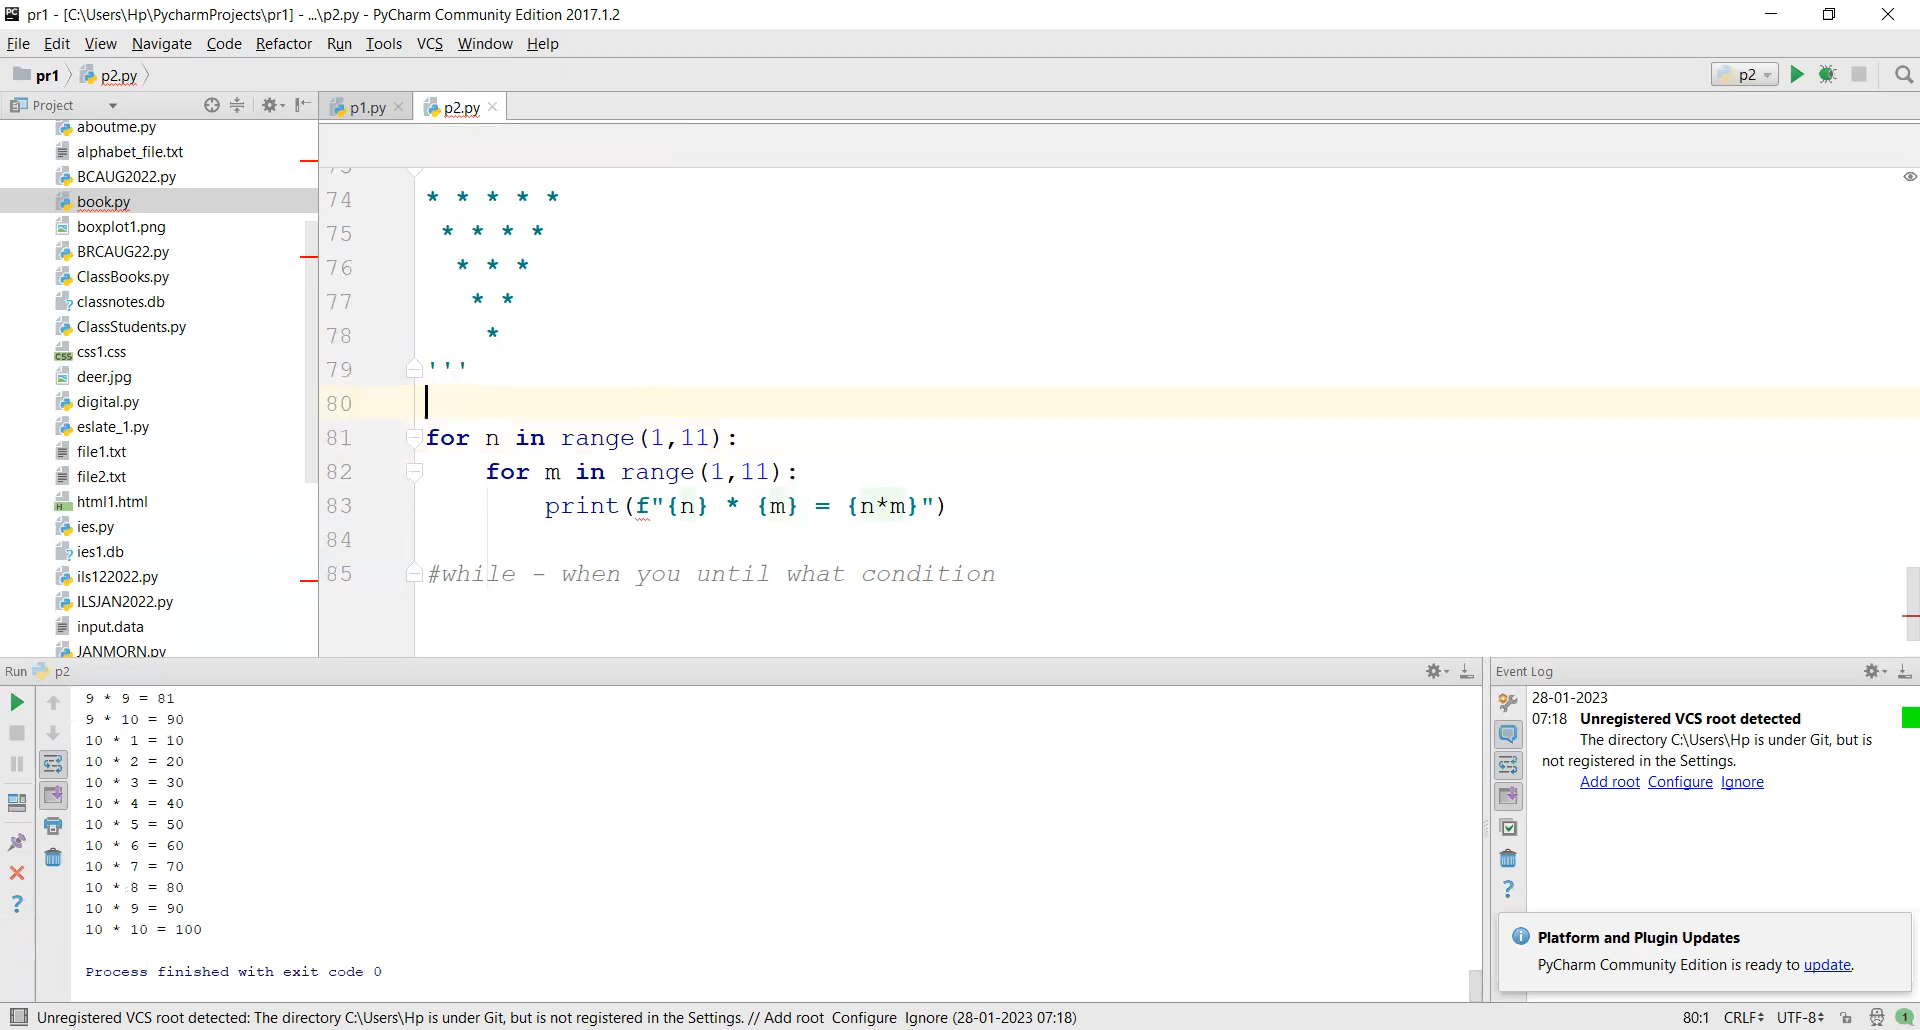 pr1 - [C:\Users\Hp\PycharmProjects\pr1] - ...\p2.py - PyCharm Community Edition 2017.1.2
File Edit View Navigate Code Refactor Run Tools VCS Window Help
pr1 p2.py p2
Project
p1.py p2.py
aboutme.py
alphabet_file.txt
BCAUG2022.py
book.py
boxplot1.png
BRCAUG22.py
ClassBooks.py
classnotes.db
ClassStudents.py
css1.css
deer.jpg
digital.py
eslate_1.py
file1.txt
file2.txt
html1.html
ies.py
ies1.db
ils122022.py
ILSJAN2022.py
input.data
JANMORN.py
74 * * * * *
75 * * * *
76 * * *
77 * *
78 *
79 '''
80
81 for n in range(1,11):
82 for m in range(1,11):
83 print(f"{n} * {m} = {n*m}")
84
85 #while - when you until what condition
Run p2
9 * 9 = 81
9 * 10 = 90
10 * 1 = 10
10 * 2 = 20
10 * 3 = 30
10 * 4 = 40
10 * 5 = 50
10 * 6 = 60
10 * 7 = 70
10 * 8 = 80
10 * 9 = 90
10 * 10 = 100
Process finished with exit code 0
Event Log
28-01-2023
07:18 Unregistered VCS root detected
The directory C:\Users\Hp is under Git, but is
not registered in the Settings.
Add root Configure Ignore
Platform and Plugin Updates
PyCharm Community Edition is ready to update.
Unregistered VCS root detected: The directory C:\Users\Hp is under Git, but is not registered in the Settings. // Add root Configure Ignore (28-01-2023 07:18)
80:1 CRLF UTF-8 1